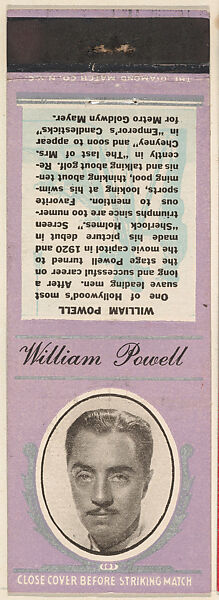 THE DIAMOND MATCH CO. N.Y.C.
WILLIAM POWELL
One of Hollywood's most
suave leading men. After a
long and successful career on
the stage Powell turned to
the movie capitol in 1920 and
made his picture debut in
"Sherlock Holmes." Screen
triumphs since are too numer-
ous to mention. Favorite
sports, looking at his swim-
ming pool, thinking about ten-
nis and talking about golf. Re-
cently in "The last of Mrs.
Cheyney" and soon to appear
in "Emperor's Candlesticks"
for Metro Goldwyn Mayer.
William Powell
CLOSE COVER BEFORE STRIKING MATCH